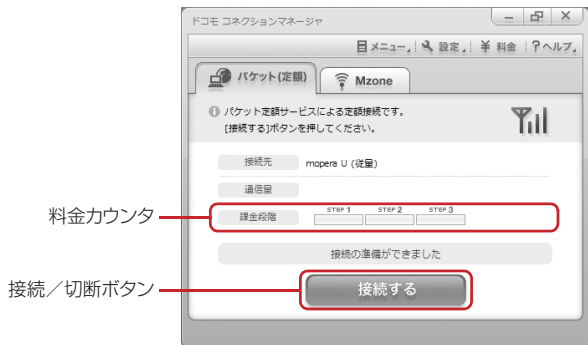 ドコモ コネクションマネージャ
メニュー 設定 ¥ 料金 ? ヘルプ
パケット(定額) Mzone
パケット定額サービスによる定額接続です。
[接続する]ボタンを押してください。
接続先 mopera U (従量)
通信量
料金カウンタ 課金段階 STEP 1 STEP 2 STEP 3
接続の準備ができました
接続／切断ボタン 接続する